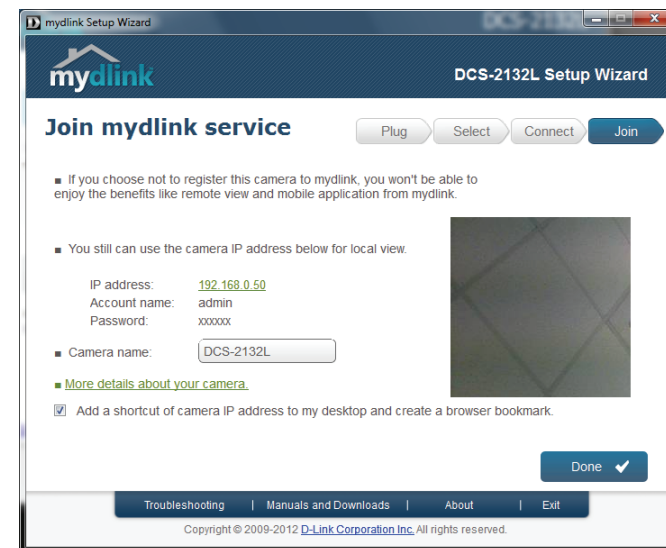 mydlink Setup Wizard
mydlink
DCS-2132L Setup Wizard
Join mydlink service
Plug
Select
Connect
Join
■ If you choose not to register this camera to mydlink, you won't be able to
enjoy the benefits like remote view and mobile application from mydlink.
■ You still can use the camera IP address below for local view.
IP address: 192.168.0.50
Account name: admin
Password: xxxxxx
■ Camera name: DCS-2132L
■ More details about your camera.
Add a shortcut of camera IP address to my desktop and create a browser bookmark.
Done
Troubleshooting | Manuals and Downloads | About | Exit
Copyright © 2009-2012 D-Link Corporation Inc. All rights reserved.